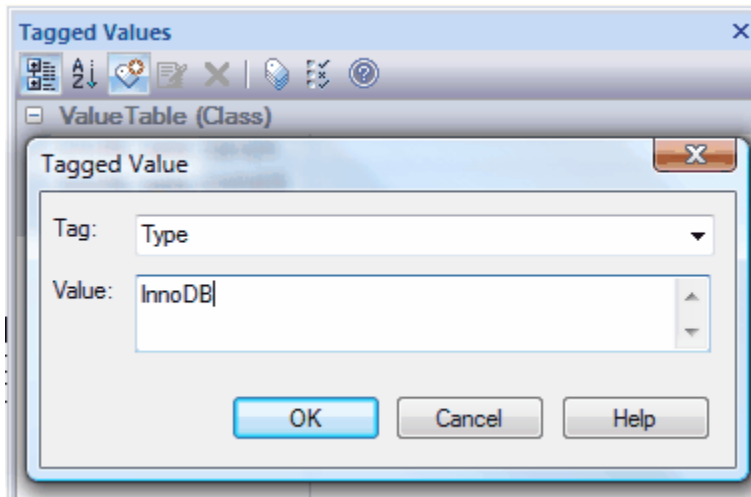 Tagged Values
ValueTable (Class)
Tagged Value
Tag: Type
Value: InnoDB
OK Cancel Help